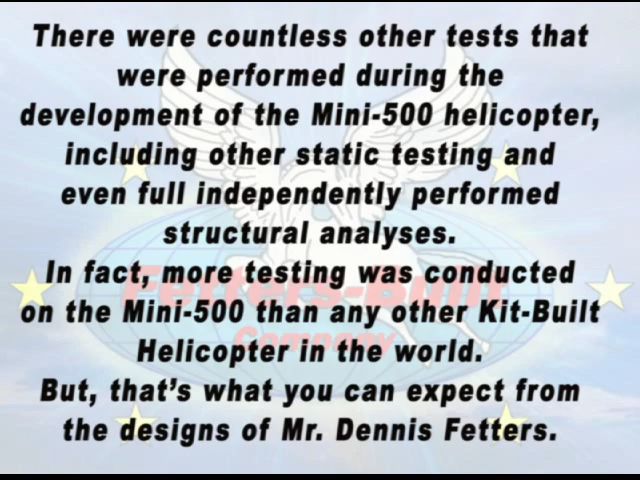 There were countless other tests that
were performed during the
development of the Mini-500 helicopter,
including other static testing and
even full independently performed
structural analyses.
In fact, more testing was conducted
on the Mini-500 than any other Kit-Built
Helicopter in the world.
But, that's what you can expect from
the designs of Mr. Dennis Fetters.
Fetters-Built
Company